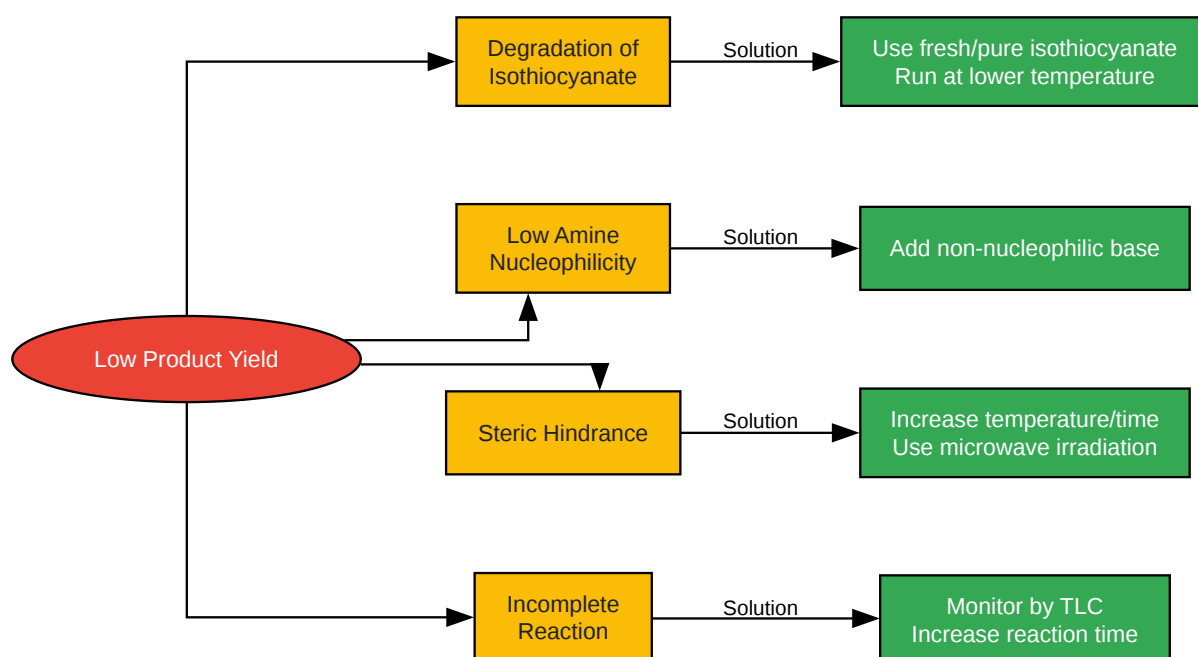 Degradation of
Isothiocyanate
Solution
Use fresh/pure isothiocyanate
Run at lower temperature
Low Amine
Nucleophilicity
Solution
Add non-nucleophilic base
Low Product Yield
Steric Hindrance
Solution
Increase temperature/time
Use microwave irradiation
Incomplete
Reaction
Solution
Monitor by TLC
Increase reaction time